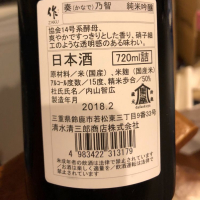 作 奏(かなで)乃智 純米吟醸
協会14号系酵母。
爽やかですっきりとした香り。硝子細
工のような透明感のある味わい。
日本酒 720ml詰
原材料／米(国産)、米麹(国産米)
アルコール度数／15度、精米歩合／50%
杜氏氏名／内山智広
製造年月
2018.2
三重県鈴鹿市若松東三丁目9番33号
清水清三郎商店株式会社
4 983422 313179